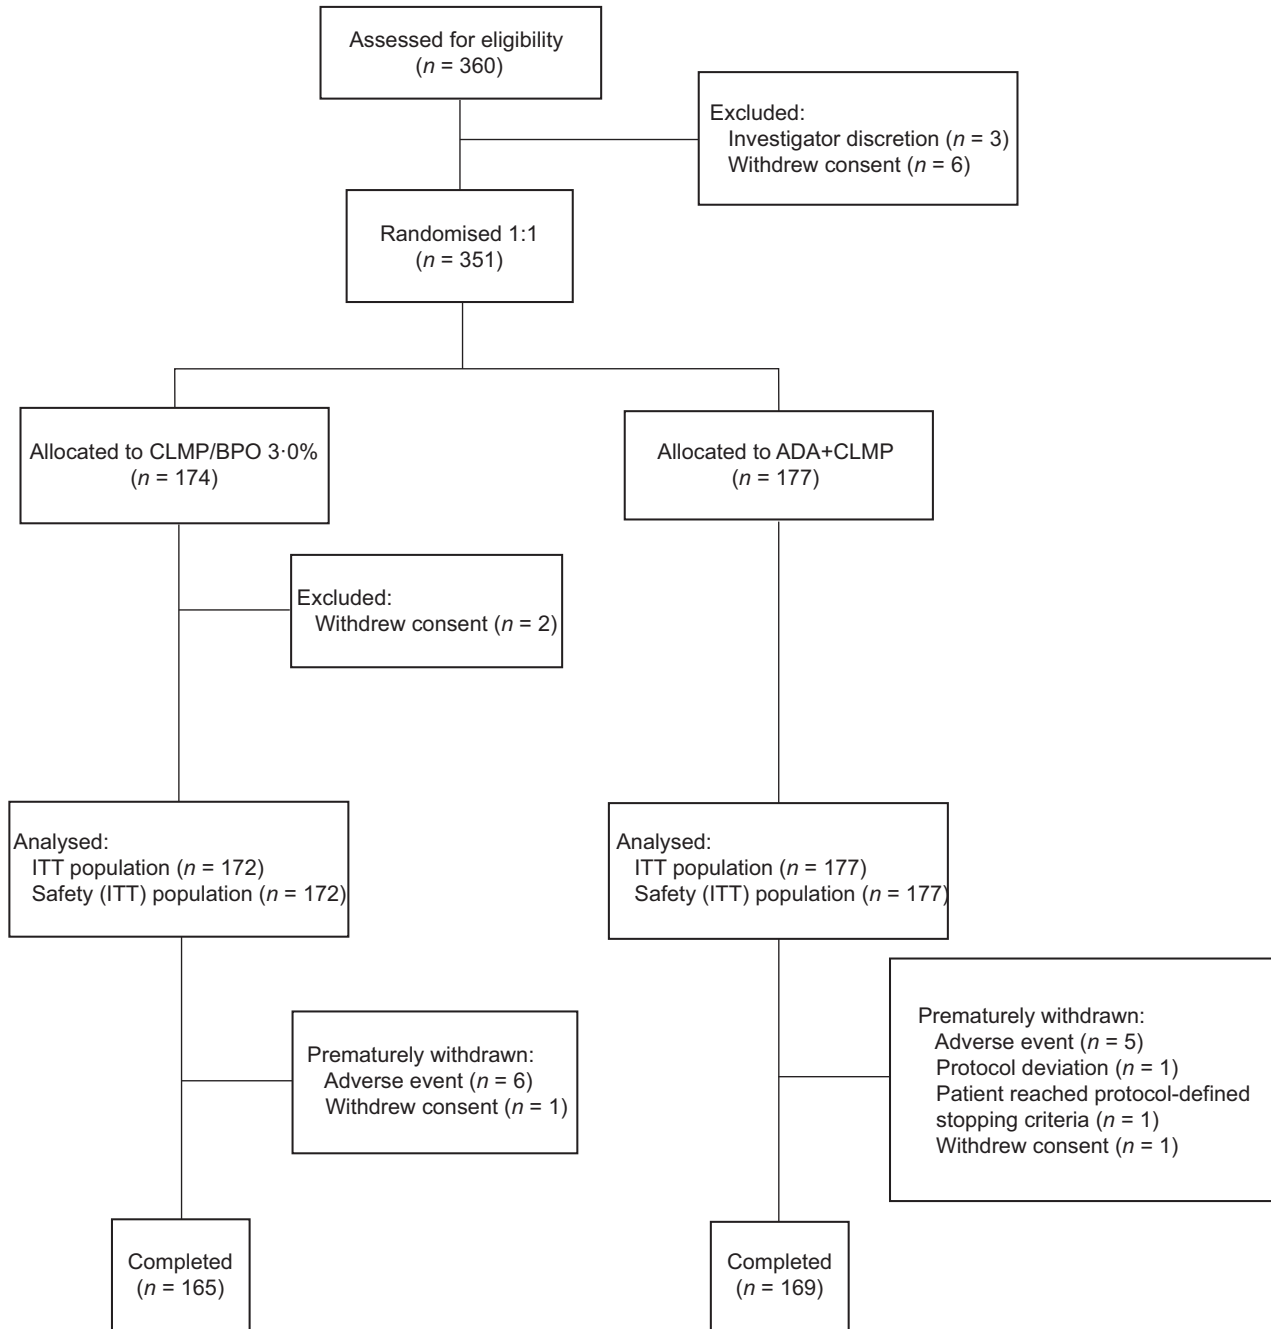 Assessed for eligibility
(n = 360)
Excluded:
Investigator discretion (n = 3)
Withdrew consent (n = 6)
Randomised 1:1
(n = 351)
Allocated to CLMP/BPO 3·0%
(n = 174)
Allocated to ADA+CLMP
(n = 177)
Excluded:
Withdrew consent (n = 2)
Analysed:
ITT population (n = 172)
Safety (ITT) population (n = 172)
Analysed:
ITT population (n = 177)
Safety (ITT) population (n = 177)
Prematurely withdrawn:
Adverse event (n = 6)
Withdrew consent (n = 1)
Prematurely withdrawn:
Adverse event (n = 5)
Protocol deviation (n = 1)
Patient reached protocol-defined
stopping criteria (n = 1)
Withdrew consent (n = 1)
Completed
(n = 165)
Completed
(n = 169)